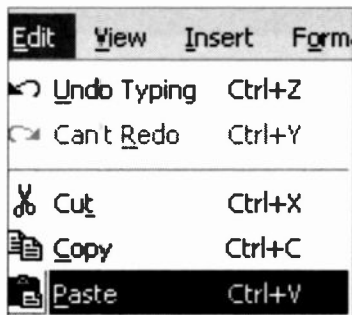 Edit View Insert Form
Undo Typing Ctrl+Z
Can't Redo Ctrl+Y
Cut Ctrl+X
Copy Ctrl+C
Paste Ctrl+V